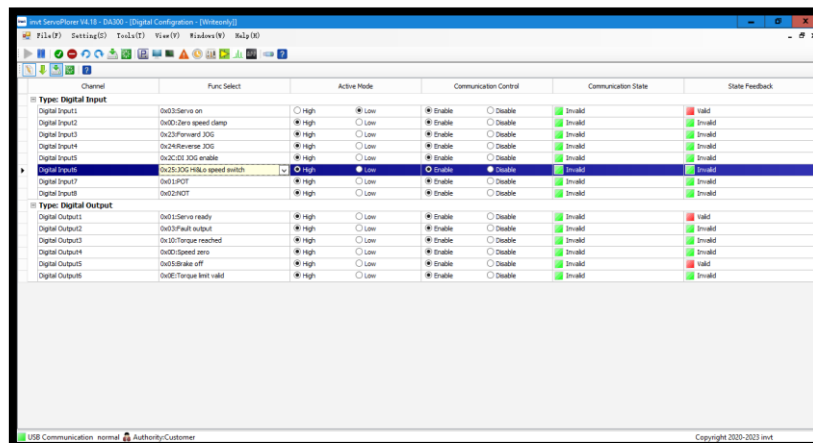 invt ServoPlorer V4.18 - DA300 - [Digital Configration - [Writeonly]]
File(F) Setting(S) Tools(T) View(V) Windows(W) Help(H)
Channel Func Select Active Mode Communication Control Communication State State Feedback
Type: Digital Input
Digital Input1 0x03:Servo on High Low Enable Disable Invalid Valid
Digital Input2 0x0D:Zero speed clamp High Low Enable Disable Invalid Invalid
Digital Input3 0x23:Forward JOG High Low Enable Disable Invalid Invalid
Digital Input4 0x24:Reverse JOG High Low Enable Disable Invalid Invalid
Digital Input5 0x2C:DI JOG enable High Low Enable Disable Invalid Invalid
Digital Input6 0x25:JOG Hi&Lo speed switch High Low Enable Disable Invalid Invalid
Digital Input7 0x01:POT High Low Enable Disable Invalid Invalid
Digital Input8 0x02:NOT High Low Enable Disable Invalid Invalid
Type: Digital Output
Digital Output1 0x01:Servo ready High Low Enable Disable Invalid Valid
Digital Output2 0x03:Fault output High Low Enable Disable Invalid Invalid
Digital Output3 0x10:Torque reached High Low Enable Disable Invalid Invalid
Digital Output4 0x0D:Speed zero High Low Enable Disable Invalid Invalid
Digital Output5 0x05:Brake off High Low Enable Disable Invalid Valid
Digital Output6 0x0E:Torque limit valid High Low Enable Disable Invalid Invalid
USB Communication normal Authority:Customer Copyright 2020-2023 invt